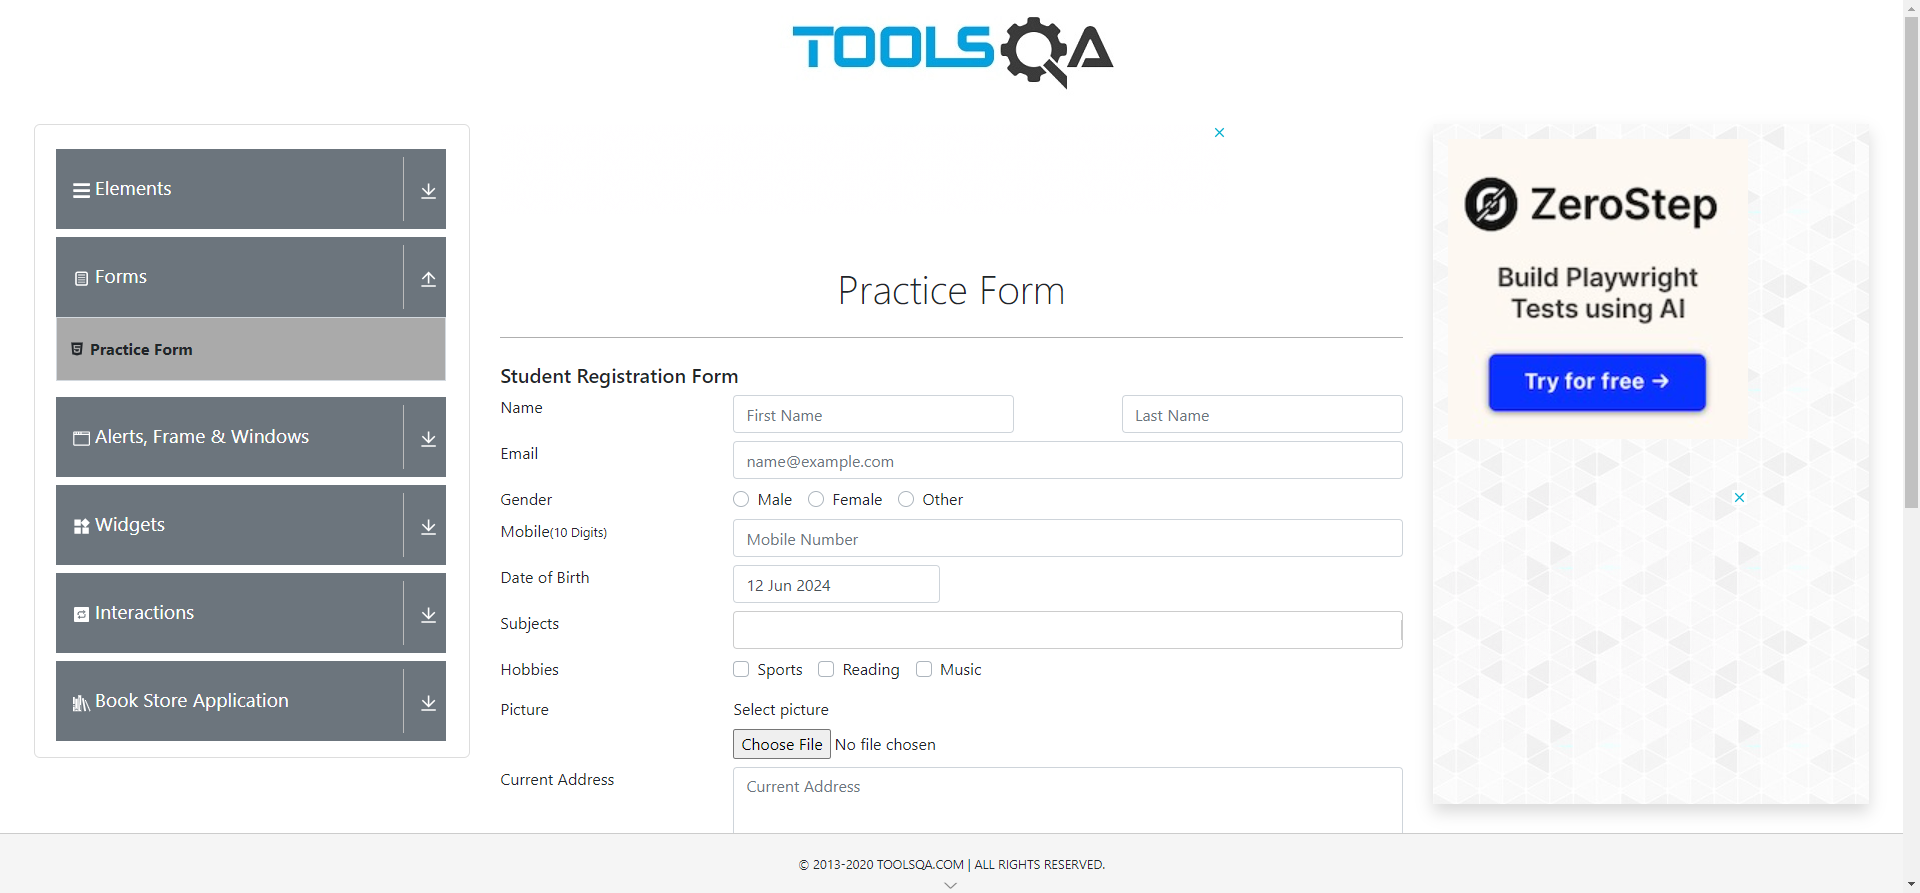 TOOLSQA
Elements
Forms
Practice Form
Alerts, Frame & Windows
Widgets
Interactions
Book Store Application
Practice Form
Student Registration Form
Name
First Name
Last Name
Email
name@example.com
Gender
Male
Female
Other
Mobile(10 Digits)
Mobile Number
Date of Birth
12 Jun 2024
Subjects
Hobbies
Sports
Reading
Music
Picture
Select picture
Choose File No file chosen
Current Address
Current Address
ZeroStep
Build Playwright
Tests using AI
Try for free →
© 2013-2020 TOOLSQA.COM | ALL RIGHTS RESERVED.